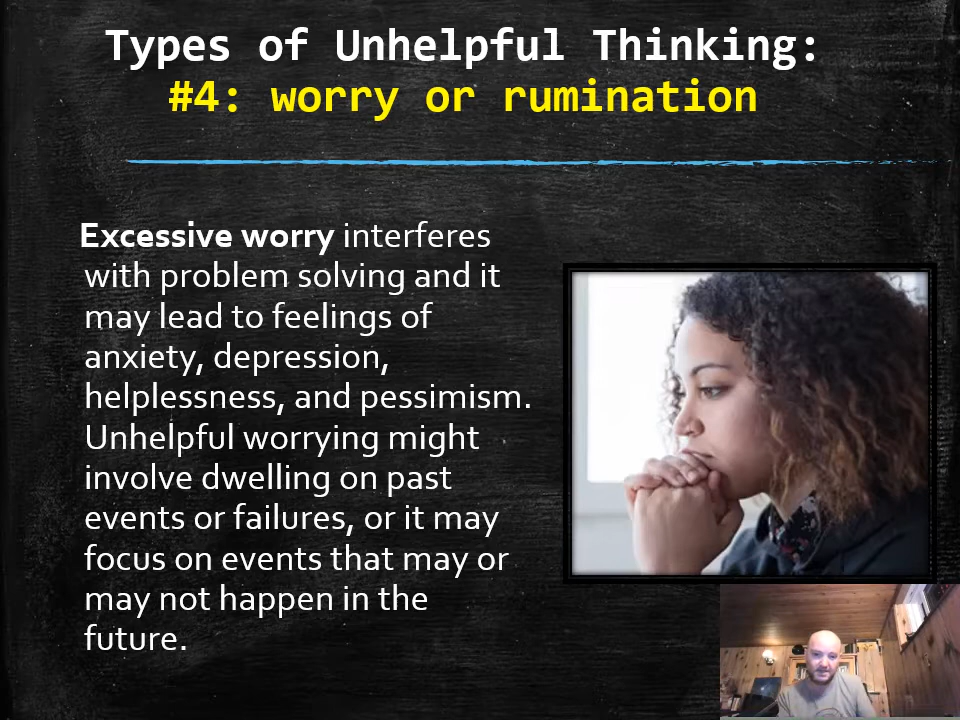 Types of Unhelpful Thinking:
#4: worry or rumination
Excessive worry interferes
with problem solving and it
may lead to feelings of
anxiety, depression,
helplessness, and pessimism.
Unhelpful worrying might
involve dwelling on past
events or failures, or it may
focus on events that may or
may not happen in the
future.